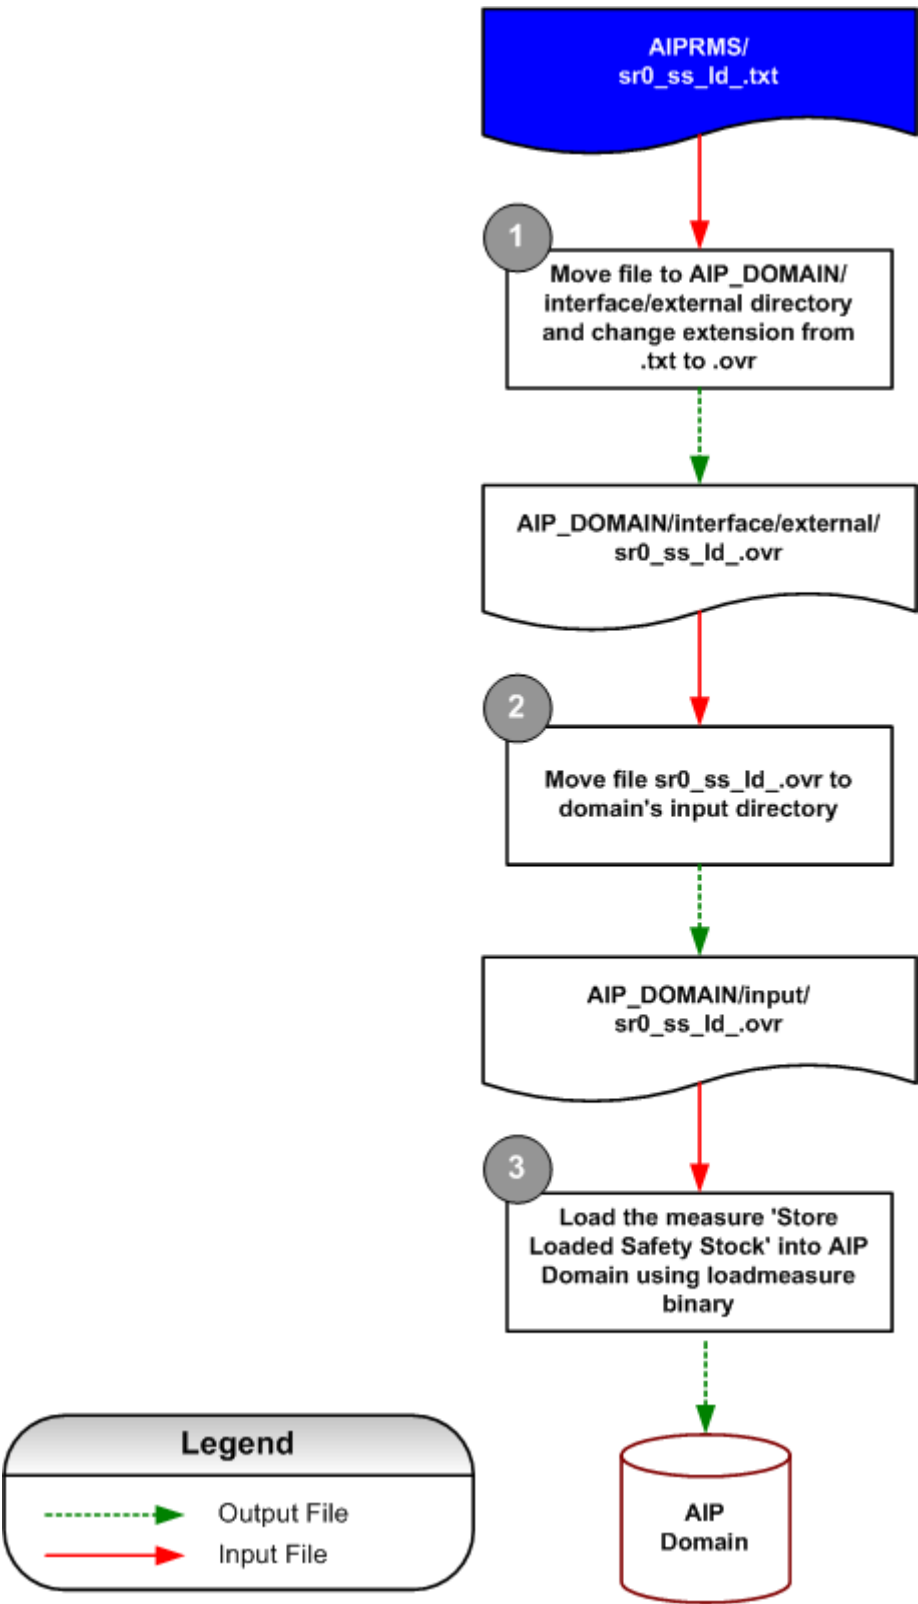 AIPRMS/
sr0_ss_ld_.txt
1
Move file to AIP_DOMAIN/
interface/external directory
and change extension from
.txt to .ovr
AIP_DOMAIN/interface/external/
sr0_ss_ld_.ovr
2
Move file sr0_ss_ld_.ovr to
domain's input directory
AIP_DOMAIN/input/
sr0_ss_ld_.ovr
3
Load the measure 'Store
Loaded Safety Stock' into AIP
Domain using loadmeasure
binary
AIP
Domain
Legend
Output File
Input File